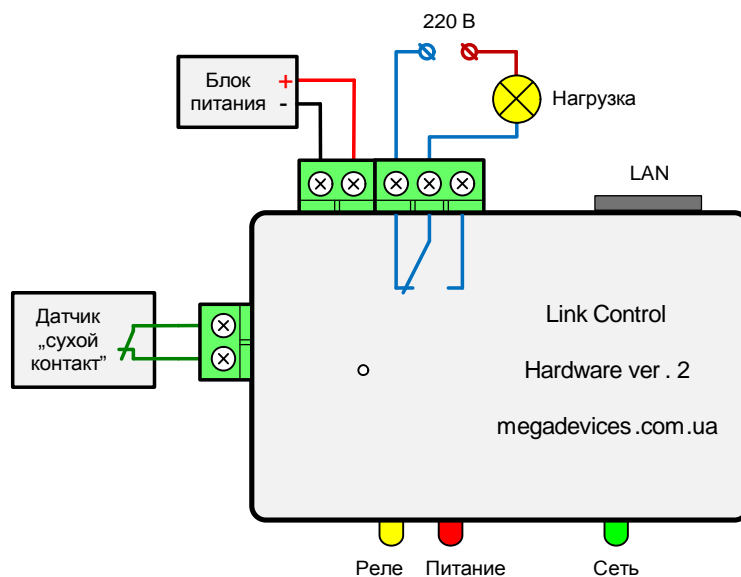 220 В
Блок
питания
+
-
Нагрузка
LAN
Датчик
„сухой
контакт”
Link Control
Hardware ver . 2
megadevices.com.ua
Реле
Питание
Сеть